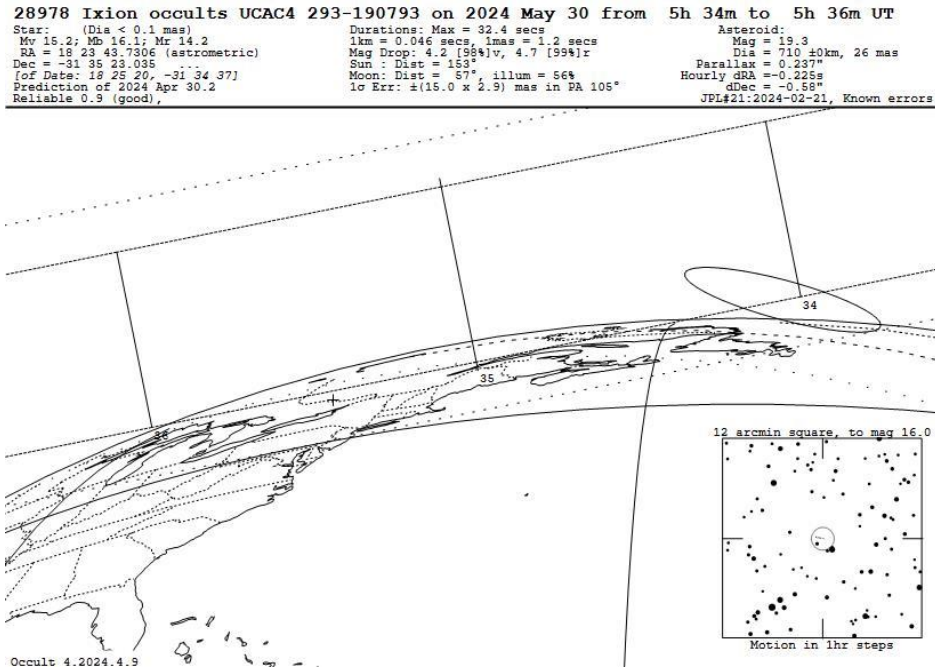 28978 Ixion occults UCAC4 293-190793 on 2024 May 30 from 5h 34m to 5h 36m UT
Star: (Dia < 0.1 mas)
Mv 15.2; Mb 16.1; Mr 14.2
RA = 18 23 43.7306 (astrometric)
Dec = -31 35 23.035 ...
[of Date: 18 25 20, -31 34 37]
Prediction of 2024 Apr 30.2
Reliable 0.9 (good),
Durations: Max = 32.4 secs
1km = 0.046 secs, 1mas = 1.2 secs
Mag Drop: 4.2 [98%]v, 4.7 [99%]r
Sun : Dist = 153°
Moon: Dist = 57°, illum = 56%
1σ Err: ±(15.0 x 2.9) mas in PA 105°
Asteroid:
Mag = 19.3
Dia = 710 ±0km, 26 mas
Parallax = 0.237"
Hourly dRA =-0.225s
dDec = -0.58"
JPL#21:2024-02-21, Known errors
34
35
36
12 arcmin square, to mag 16.0
Motion in 1hr steps
Occult 4.2024.4.9